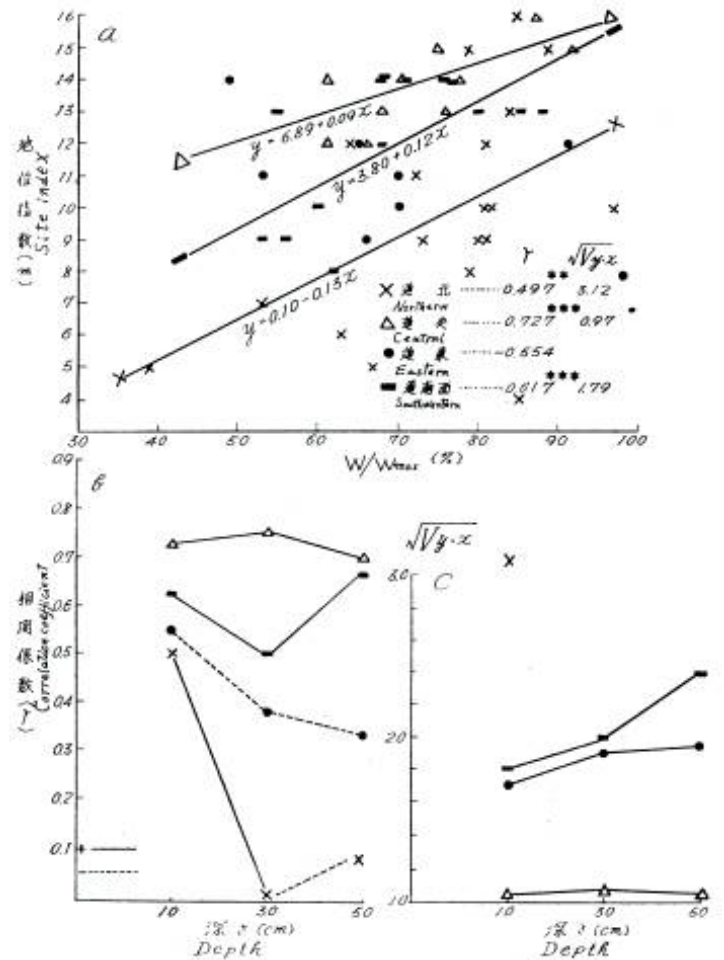 a
16
15
14
13
12
11
10
9
8
7
6
5
4
30 40 50 60 70 80 90 100
地位指数
Site index
W/Wmax (%)
y=6.89+0.09x
y=3.80+0.12x
y=0.10-0.13x
r √Vy·x
× 道北 0.497 ** 3.12
Northern
△ 道央 0.727 *** 0.97
Central
● 道東 0.554
Eastern
道南西 0.617 *** 1.79
Southwestern
b
0.9
0.8
0.7
0.6
0.5
0.4
0.3
0.2
0.1
相関係数
(r) Correlation coefficient
10 30 60
深さ (cm)
Depth
√Vy·x
C
3.0
2.0
1.0
10 30 60
深さ (cm)
Depth